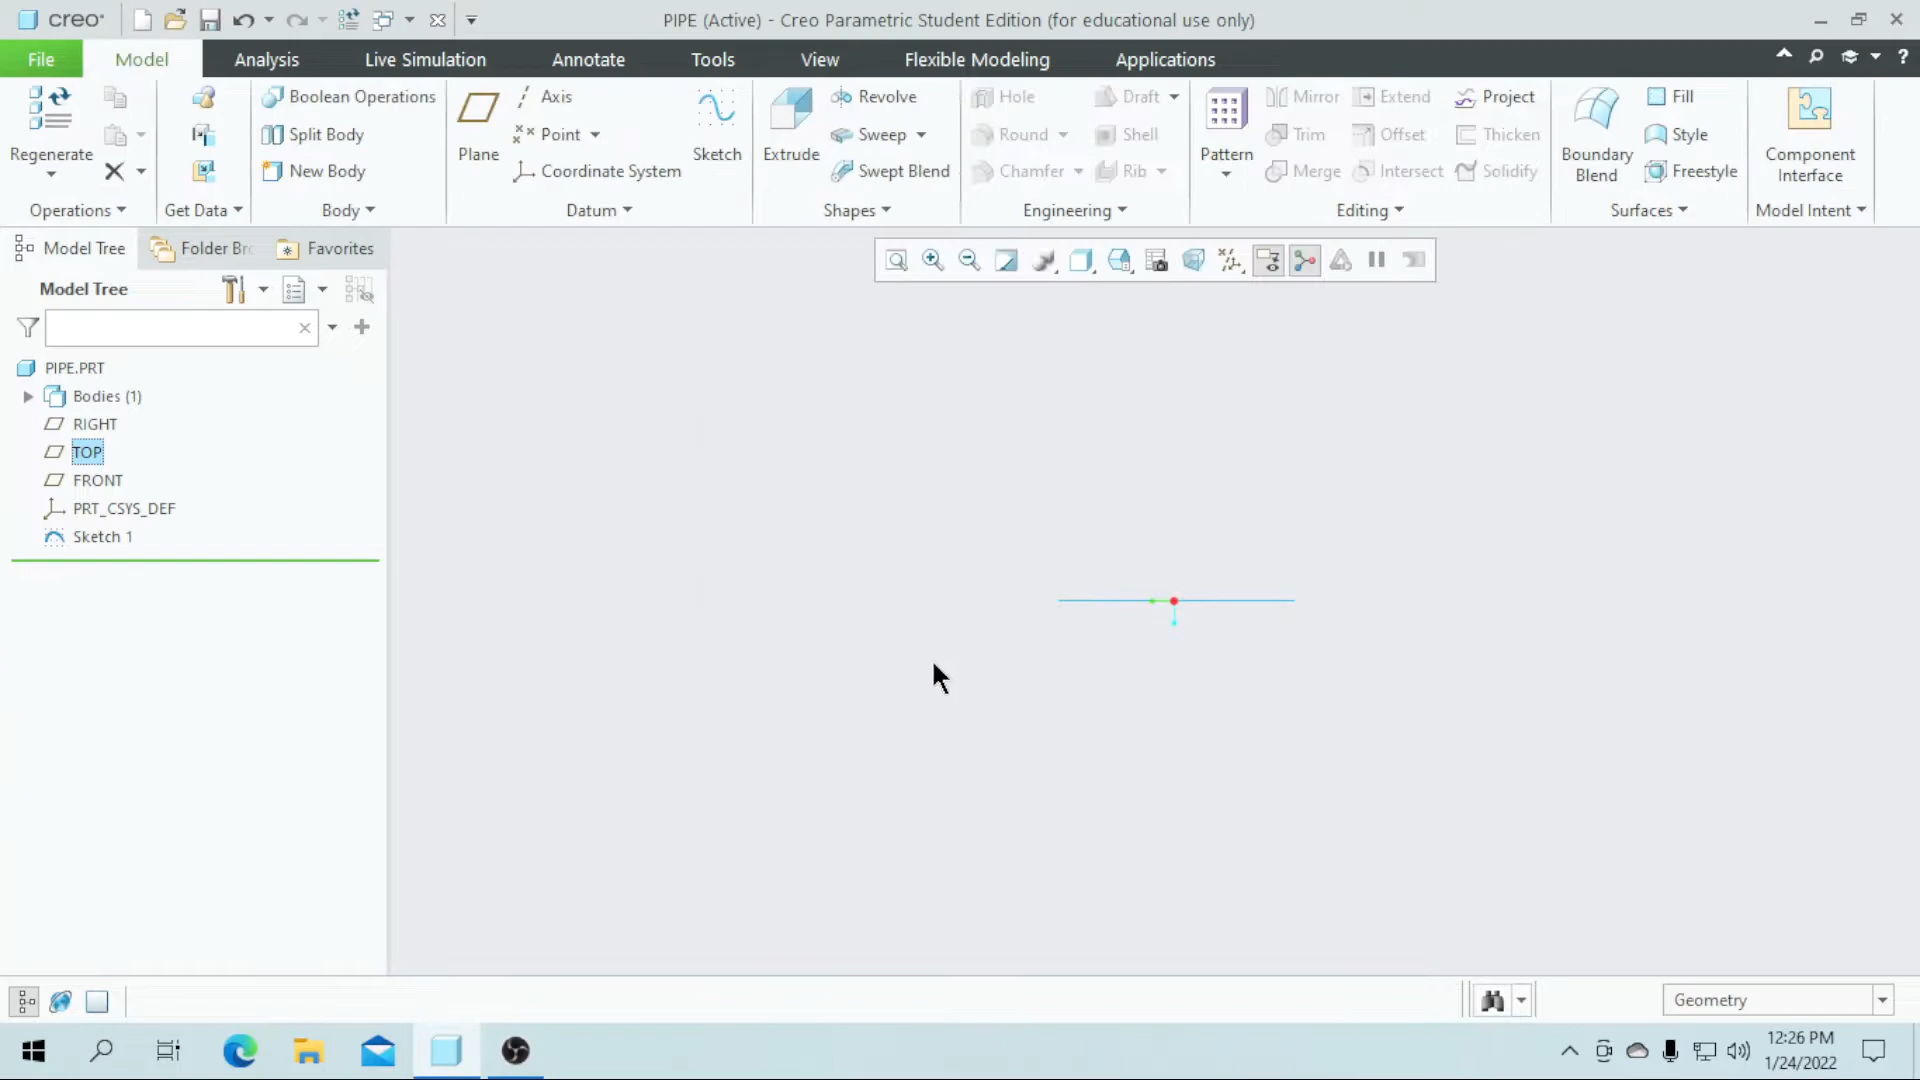 creo
PIPE (Active) - Creo Parametric Student Edition (for educational use only)
File
Model
Analysis
Live Simulation
Annotate
Tools
View
Flexible Modeling
Applications
Regenerate
Operations
Get Data
Boolean Operations
Split Body
New Body
Body
Plane
Axis
Point
Coordinate System
Sketch
Datum
Extrude
Revolve
Sweep
Swept Blend
Shapes
Hole
Round
Chamfer
Draft
Shell
Rib
Engineering
Pattern
Mirror
Trim
Merge
Extend
Offset
Intersect
Project
Thicken
Solidify
Editing
Boundary
Blend
Fill
Style
Freestyle
Surfaces
Component
Interface
Model Intent
Model Tree
Folder Bro
Favorites
Model Tree
PIPE.PRT
Bodies (1)
RIGHT
TOP
FRONT
PRT_CSYS_DEF
Sketch 1
Geometry
12:26 PM
1/24/2022